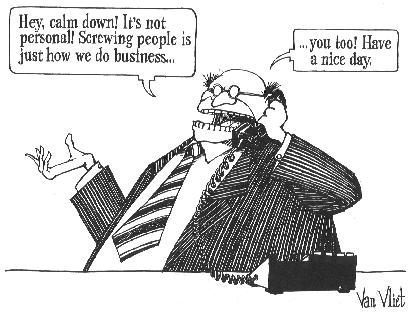 Hey, calm down! It's not
personal! Screwing people is
just how we do business...
...you too! Have
a nice day.
Van Vliet